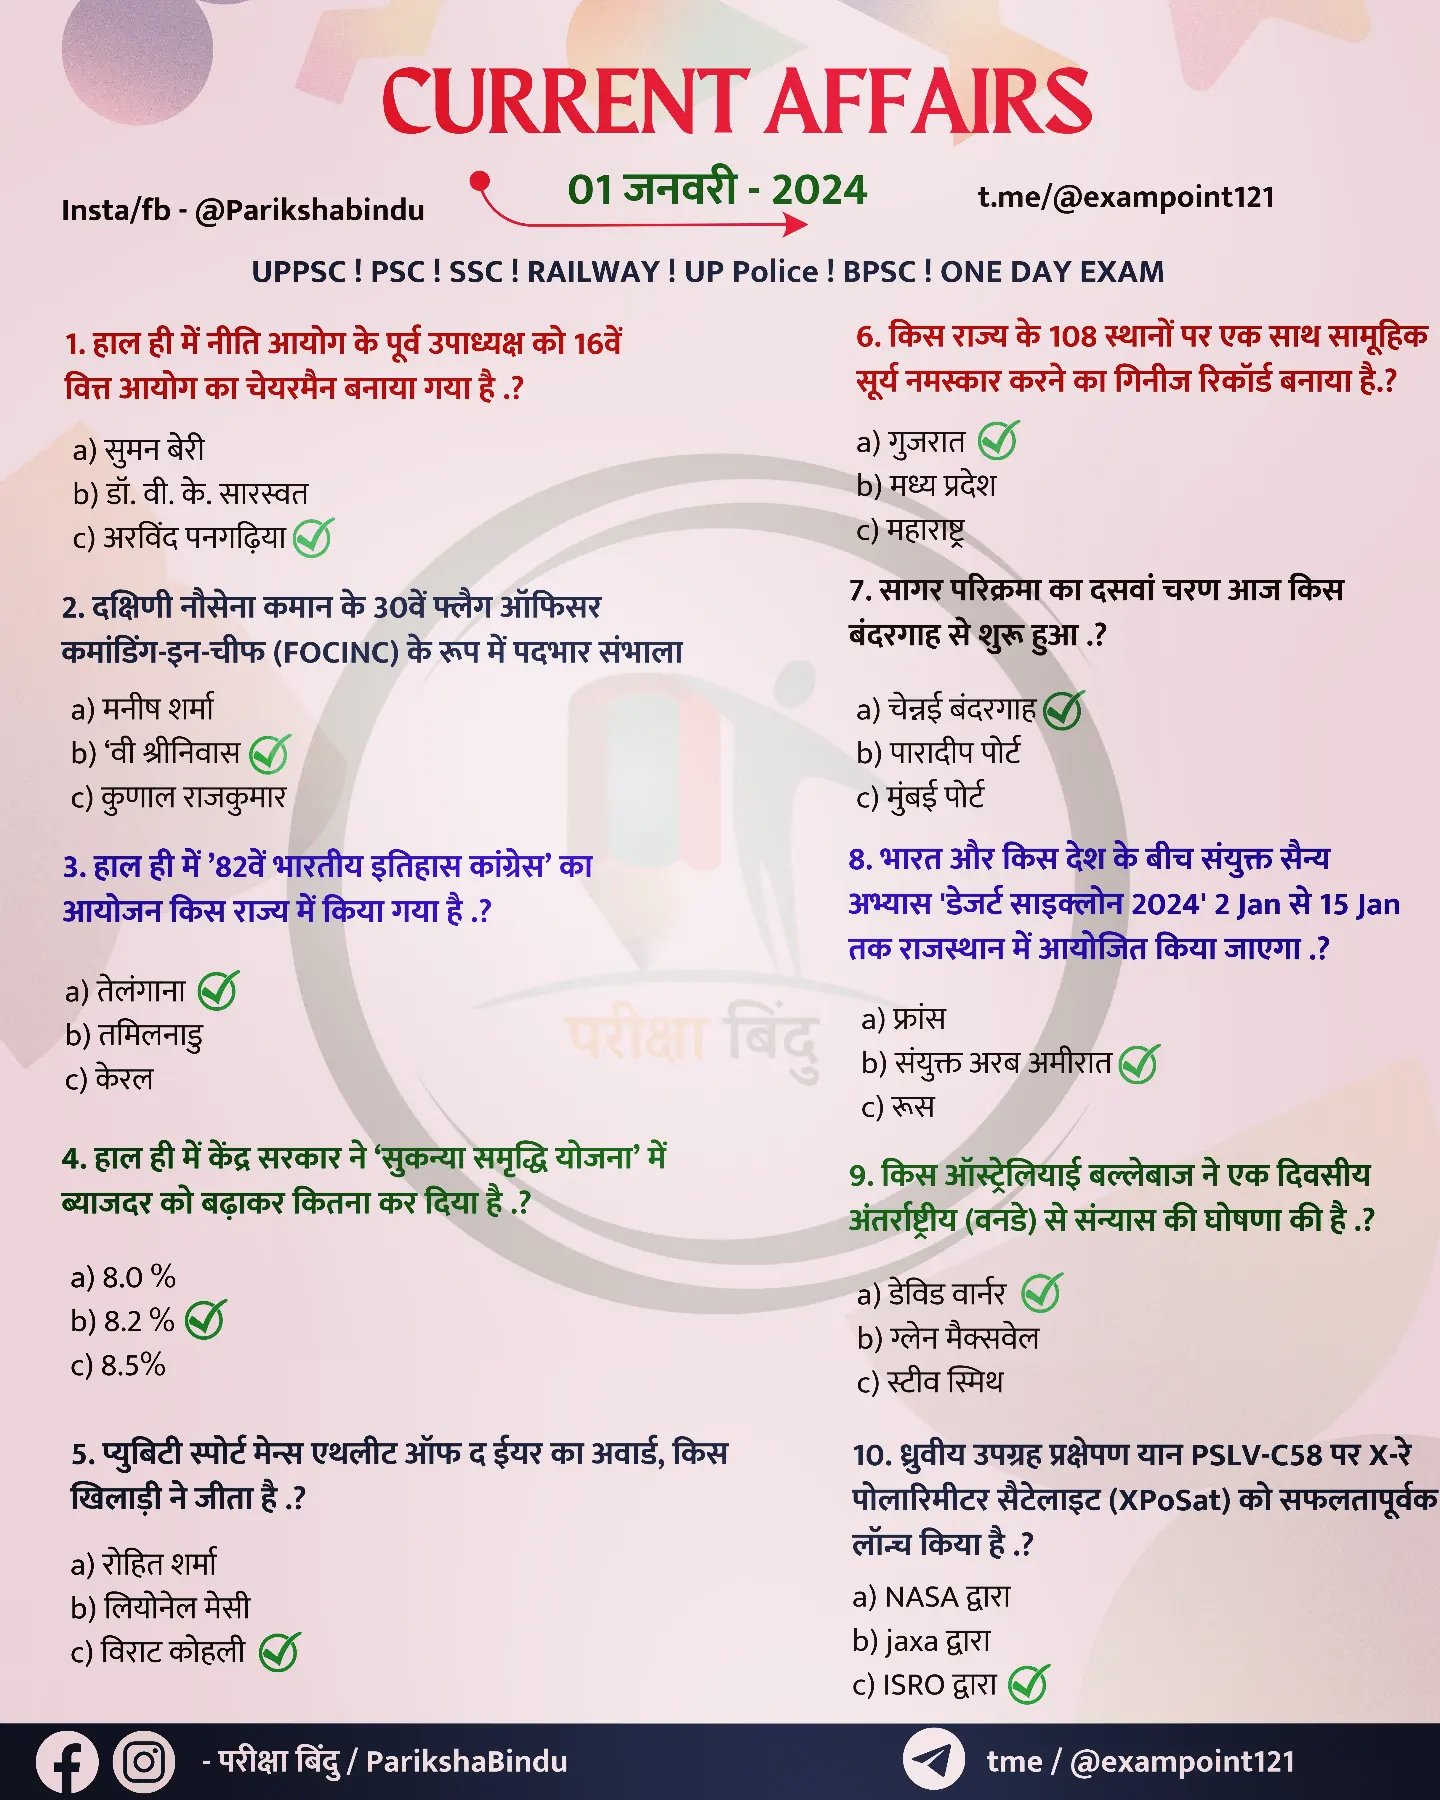 CURRENT AFFAIRS
01 जनवरी - 2024
Insta/fb - @Parikshabindu
t.me/@exampoint121
UPPSC ! PSC ! SSC ! RAILWAY ! UP Police ! BPSC ! ONE DAY EXAM
1. हाल ही में नीति आयोग के पूर्व उपाध्यक्ष को 16वें
वित्त आयोग का चेयरमैन बनाया गया है .?
a) सुमन बेरी
b) डॉ. वी. के. सारस्वत
c) अरविंद पनगढ़िया
2. दक्षिणी नौसेना कमान के 30वें फ्लैग ऑफिसर
कमांडिंग-इन-चीफ (FOCINC) के रूप में पदभार संभाला
a) मनीष शर्मा
b) ‘वी श्रीनिवास
c) कुणाल राजकुमार
3. हाल ही में ’82वें भारतीय इतिहास कांग्रेस’ का
आयोजन किस राज्य में किया गया है .?
a) तेलंगाना
b) तमिलनाडु
c) केरल
4. हाल ही में केंद्र सरकार ने ‘सुकन्या समृद्धि योजना’ में
ब्याजदर को बढ़ाकर कितना कर दिया है .?
a) 8.0 %
b) 8.2 %
c) 8.5%
5. प्युबिटी स्पोर्ट मेन्स एथलीट ऑफ द ईयर का अवार्ड, किस
खिलाड़ी ने जीता है .?
a) रोहित शर्मा
b) लियोनेल मेसी
c) विराट कोहली
6. किस राज्य के 108 स्थानों पर एक साथ सामूहिक
सूर्य नमस्कार करने का गिनीज रिकॉर्ड बनाया है.?
a) गुजरात
b) मध्य प्रदेश
c) महाराष्ट्र
7. सागर परिक्रमा का दसवां चरण आज किस
बंदरगाह से शुरू हुआ .?
a) चेन्नई बंदरगाह
b) पारादीप पोर्ट
c) मुंबई पोर्ट
8. भारत और किस देश के बीच संयुक्त सैन्य
अभ्यास 'डेजर्ट साइक्लोन 2024' 2 Jan से 15 Jan
तक राजस्थान में आयोजित किया जाएगा .?
a) फ्रांस
b) संयुक्त अरब अमीरात
c) रूस
9. किस ऑस्ट्रेलियाई बल्लेबाज ने एक दिवसीय
अंतर्राष्ट्रीय (वनडे) से संन्यास की घोषणा की है .?
a) डेविड वार्नर
b) ग्लेन मैक्सवेल
c) स्टीव स्मिथ
10. ध्रुवीय उपग्रह प्रक्षेपण यान PSLV-C58 पर X-रे
पोलारिमीटर सैटेलाइट (XPoSat) को सफलतापूर्वक
लॉन्च किया है .?
a) NASA द्वारा
b) jaxa द्वारा
c) ISRO द्वारा
परीक्षा बिंदु
- परीक्षा बिंदु / ParikshaBindu
tme / @exampoint121